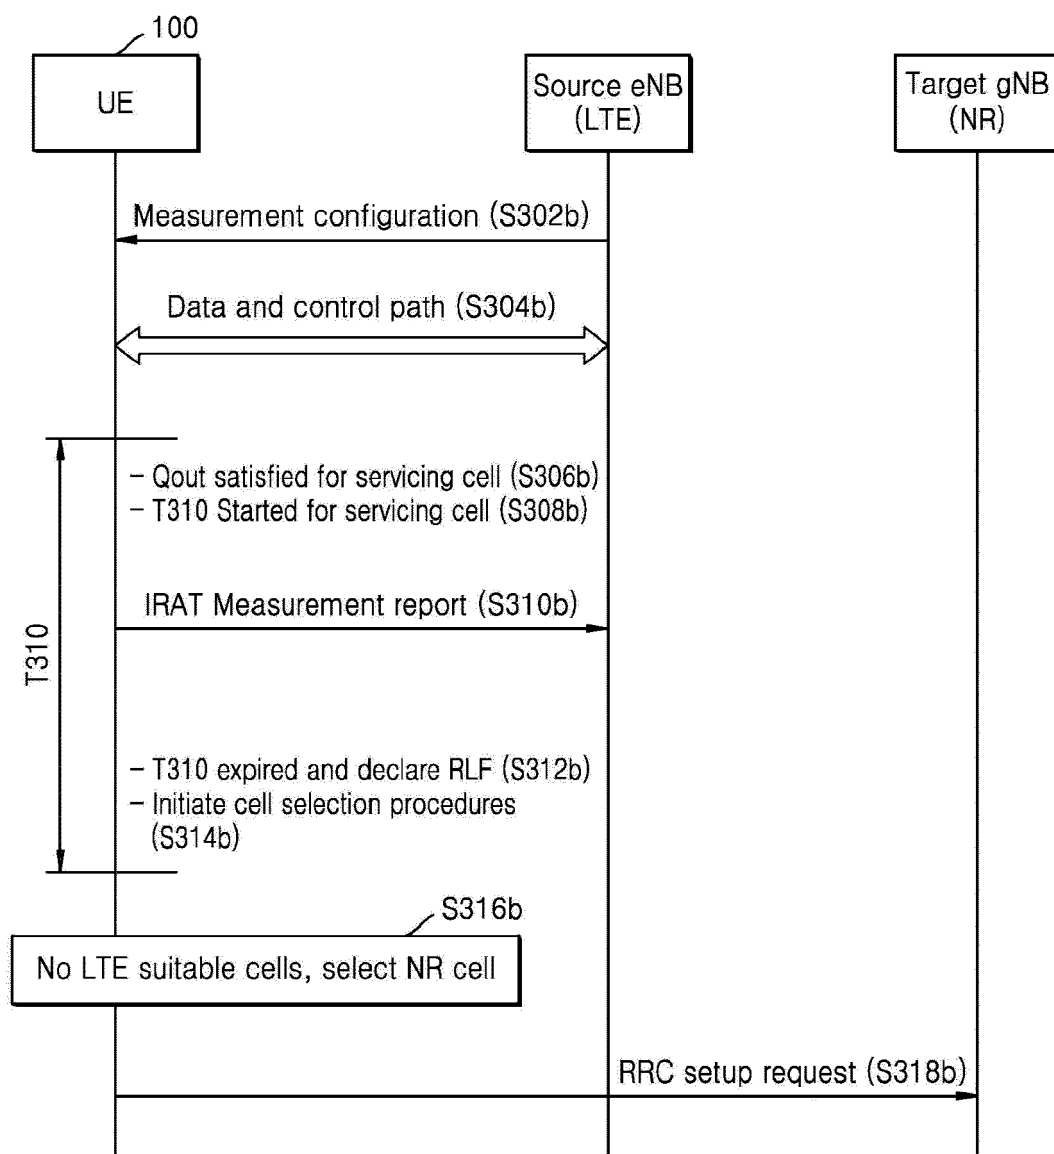 100
UE
Source eNB
(LTE)
Target gNB
(NR)
Measurement configuration (S302b)
Data and control path (S304b)
T310
– Qout satisfied for servicing cell (S306b)
– T310 Started for servicing cell (S308b)
IRAT Measurement report (S310b)
– T310 expired and declare RLF (S312b)
– Initiate cell selection procedures
(S314b)
S316b
No LTE suitable cells, select NR cell
RRC setup request (S318b)